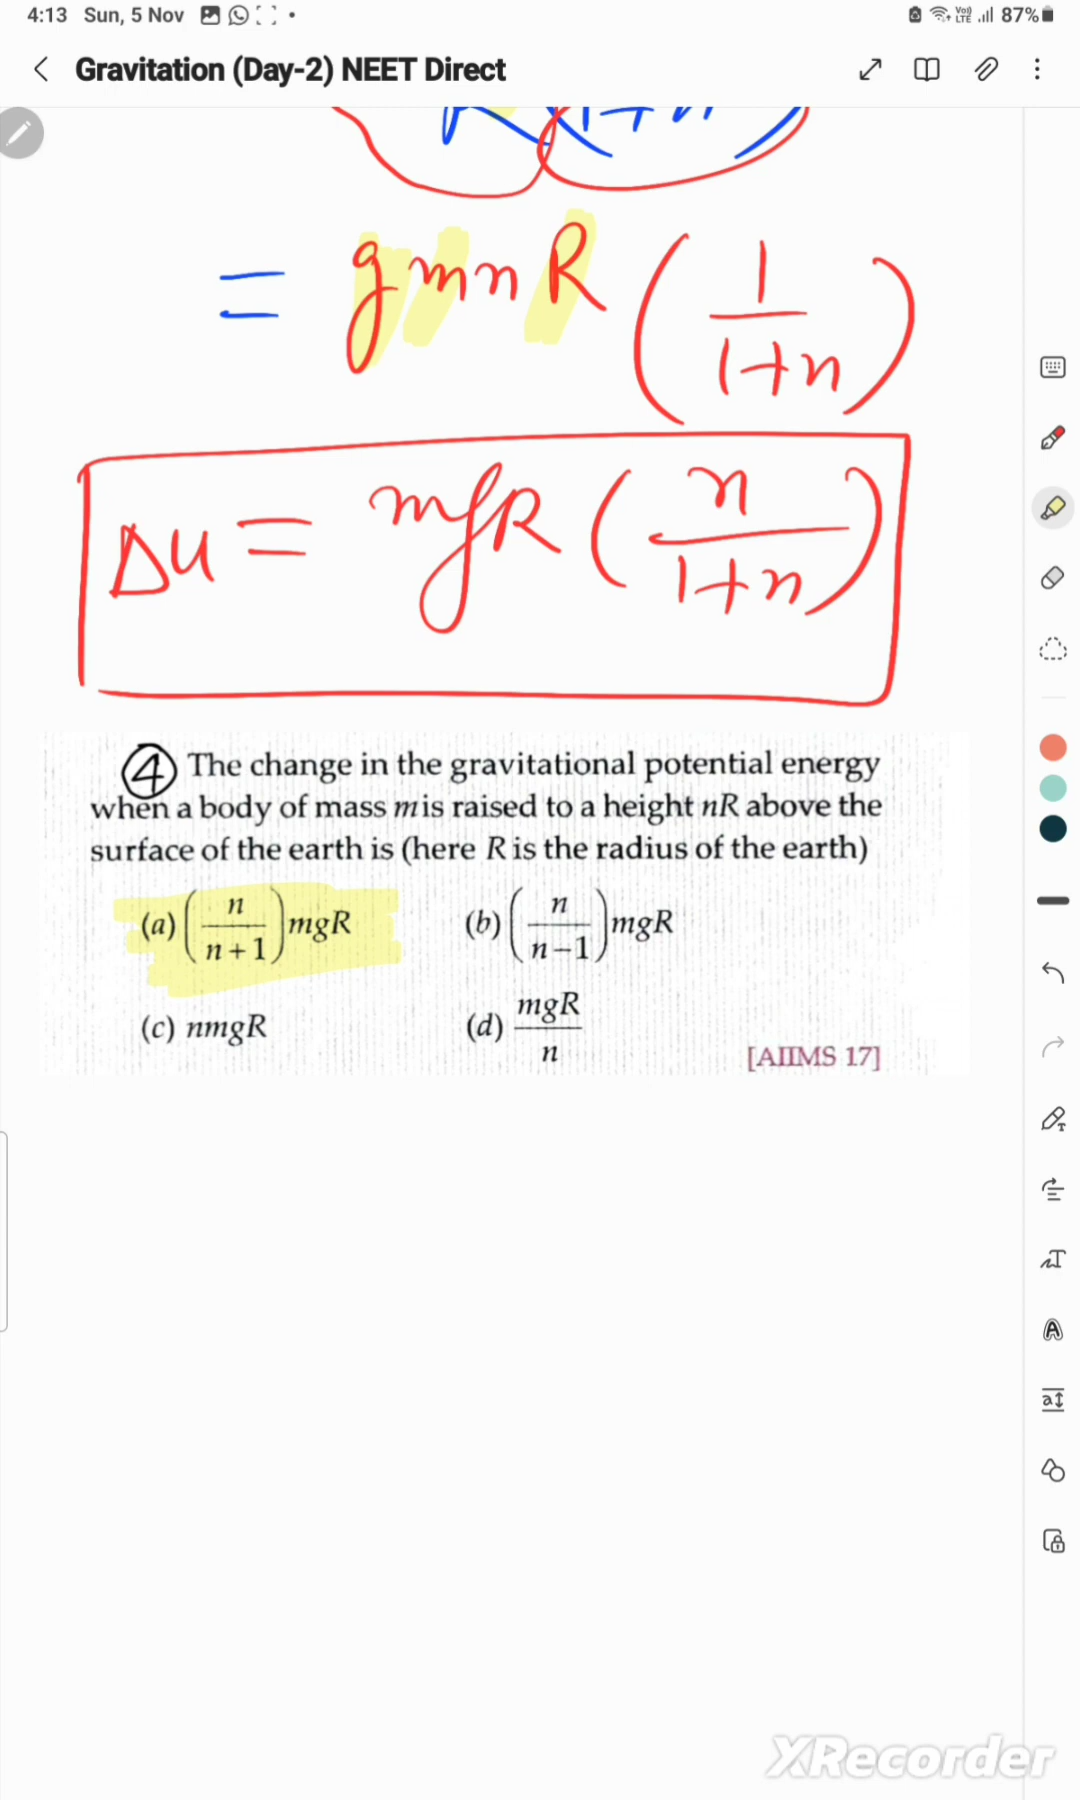 4:13 Sun, 5 Nov
87%
Gravitation (Day-2) NEET Direct
= gmnR (1/1+n)
Δu = mgR (n/1+n)
④ The change in the gravitational potential energy
when a body of mass m is raised to a height nR above the
surface of the earth is (here R is the radius of the earth)
(a) (n/n+1) mgR (b) (n/n−1) mgR
(c) nmgR (d) mgR/n
[AIIMS 17]
XRecorder